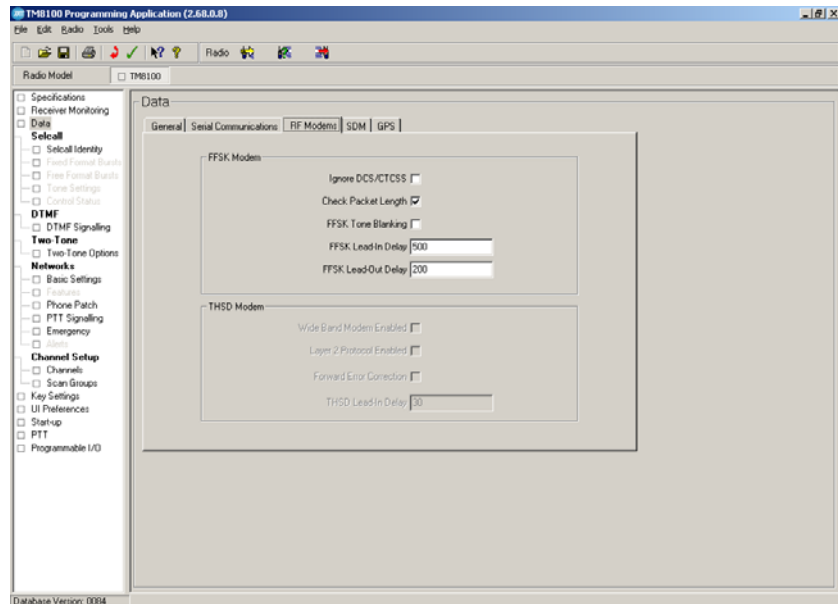 TM8100 Programming Application (2.68.0.8)
File Edit Radio Tools Help
Radio
Radio Model
TM8100
Specifications
Receiver Monitoring
Data
Selcall
Selcall Identity
Fixed Format Bursts
Free Format Bursts
Tone Settings
Control Status
DTMF
DTMF Signalling
Two-Tone
Two-Tone Options
Networks
Basic Settings
Features
Phone Patch
PTT Signalling
Emergency
Alerts
Channel Setup
Channels
Scan Groups
Key Settings
UI Preferences
Start-up
PTT
Programmable I/O
Data
General Serial Communications RF Modems SDM GPS
FFSK Modem
Ignore DCS/CTCSS
Check Packet Length
FFSK Tone Blanking
FFSK Lead-In Delay 500
FFSK Lead-Out Delay 200
THSD Modem
Wide Band Modem Enabled
Layer 2 Protocol Enabled
Forward Error Correction
THSD Lead-In Delay 30
Database Version: 0084